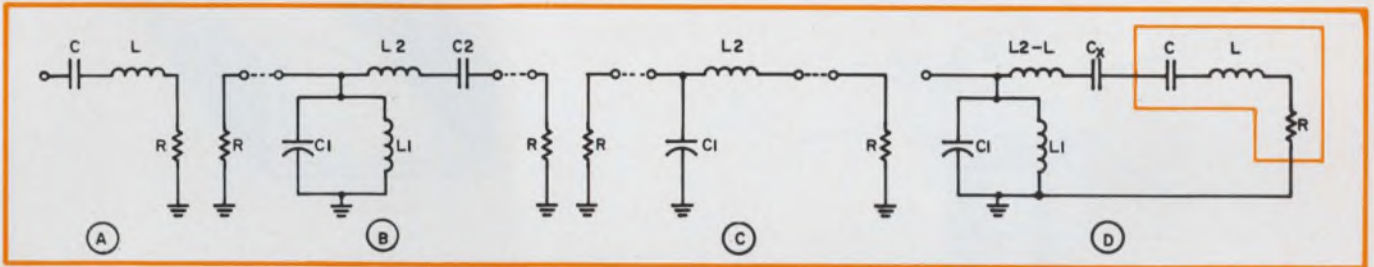 C L R
A
R L2 C2 C1 L1 R
B
R L2 C1 R
C
L2-L Cx C L R C1 L1
D